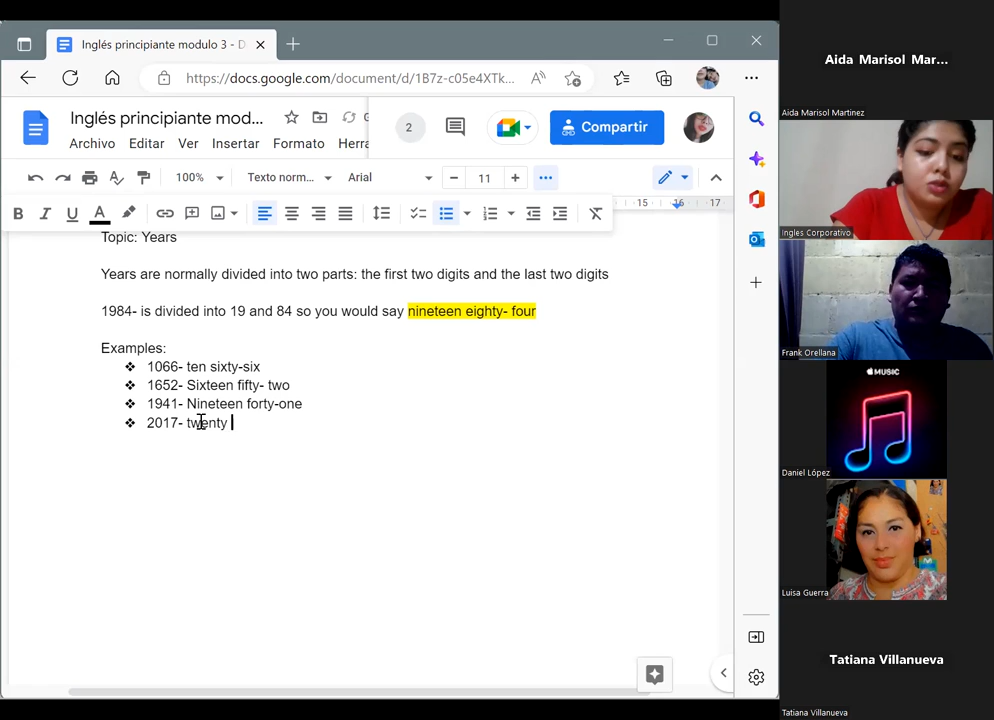 Inglés principiante modulo 3 - D
https://docs.google.com/document/d/1B7z-c05e4XTk...
Inglés principiante mod...
2
Compartir
Archivo Editar Ver Insertar Formato Herra
100% Texto norm... Arial 11
15 16 17
Topic: Years
Years are normally divided into two parts: the first two digits and the last two digits
1984- is divided into 19 and 84 so you would say nineteen eighty- four
Examples:
1066- ten sixty-six
1652- Sixteen fifty- two
1941- Nineteen forty-one
2017- twenty
Aida Marisol Mar...
Aida Marisol Martinez
Ingles Corporativo
Frank Orellana
MUSIC
Daniel López
Luisa Guerra
Tatiana Villanueva
Tatiana Villanueva